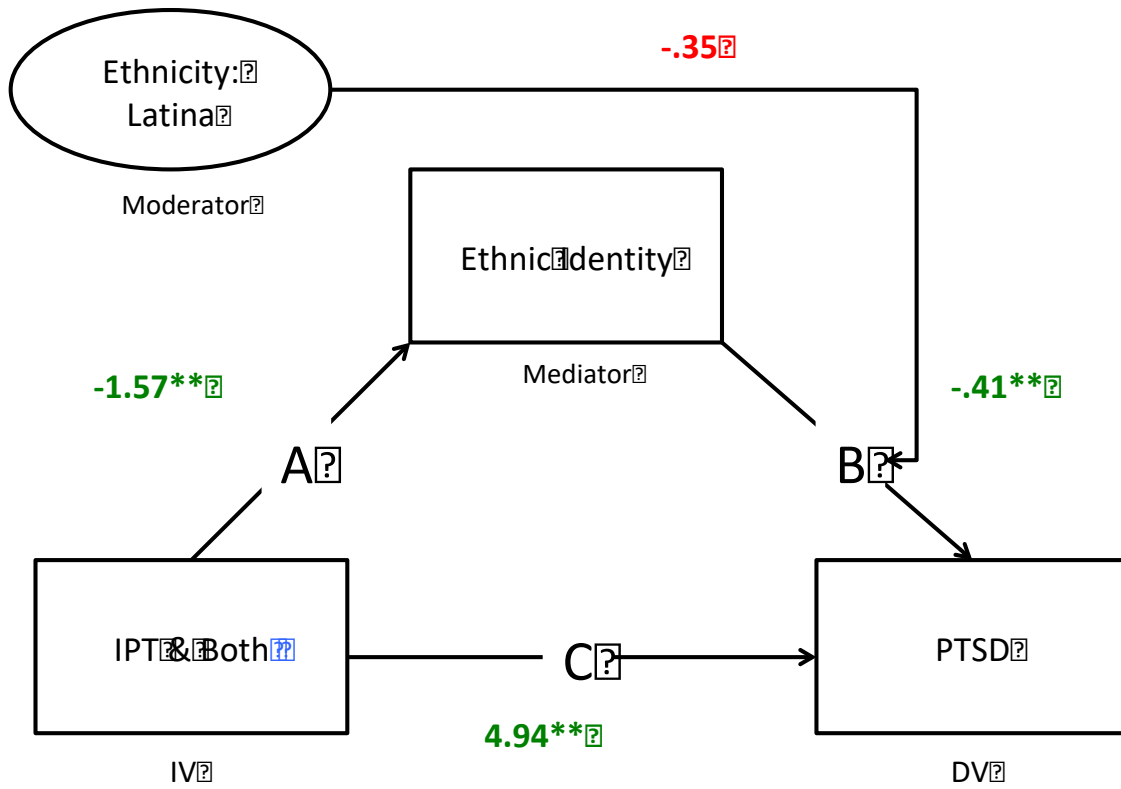 -.35⍰
Ethnicity:⍰
Latina⍰
Moderator⍰
Ethnic⍰Identity⍰
Mediator⍰
-1.57**⍰
-.41**⍰
A⍰
B⍰
IPT⍰&⍰Both⍰⍰
C⍰
PTSD⍰
4.94**⍰
IV⍰
DV⍰